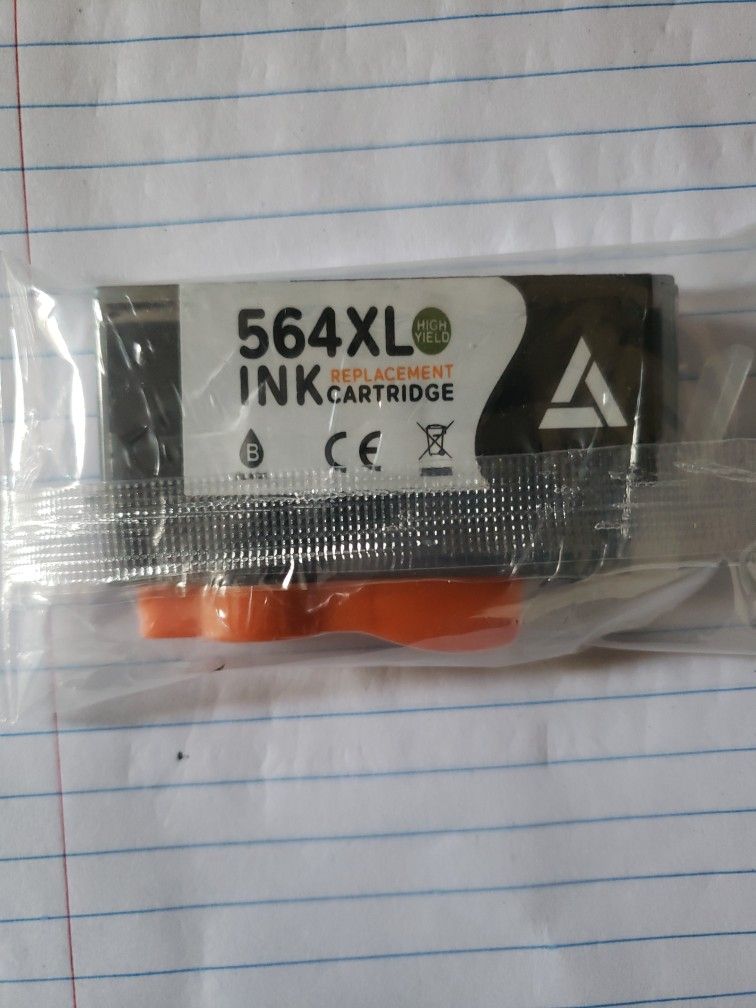 564XL HIGH YIELD
INK REPLACEMENT CARTRIDGE
B CE